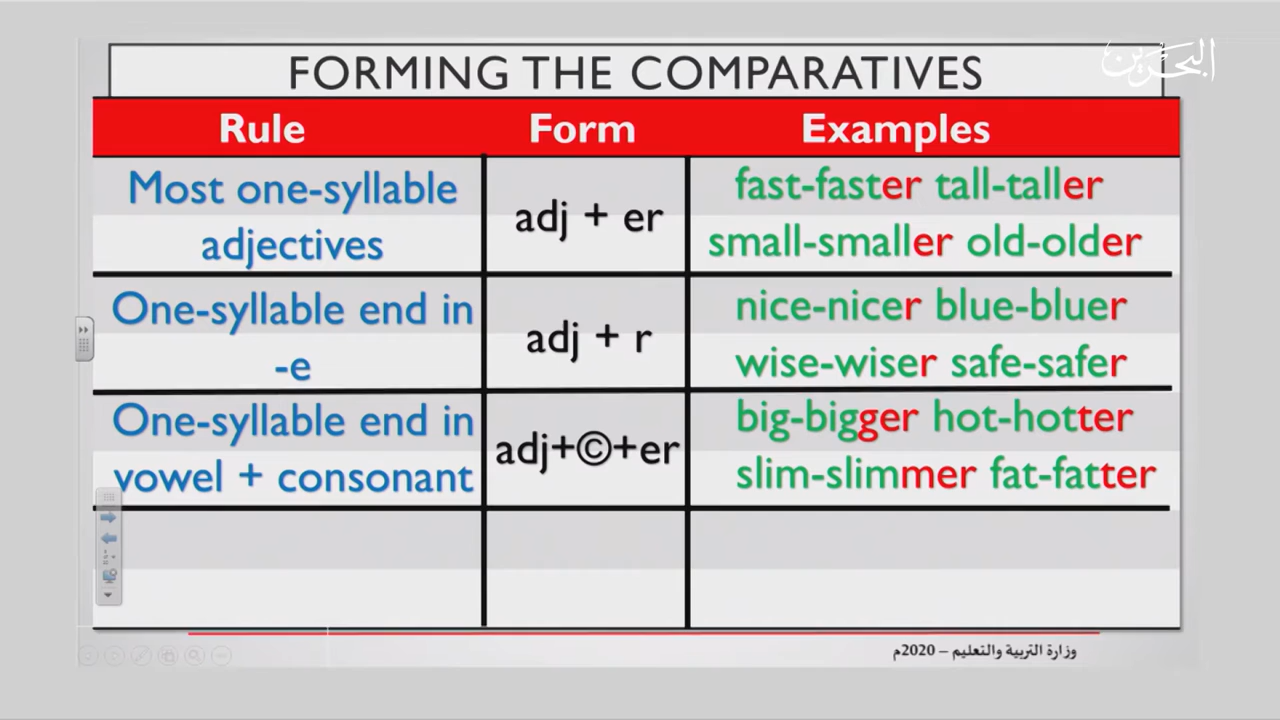 البحرين
FORMING THE COMPARATIVES
Rule Form Examples
Most one-syllable
adjectives
adj + er
fast-faster tall-taller
small-smaller old-older
One-syllable end in
-e
adj + r
nice-nicer blue-bluer
wise-wiser safe-safer
One-syllable end in
vowel + consonant
adj+©+er
big-bigger hot-hotter
slim-slimmer fat-fatter
وزارة التربية والتعليم – 2020م